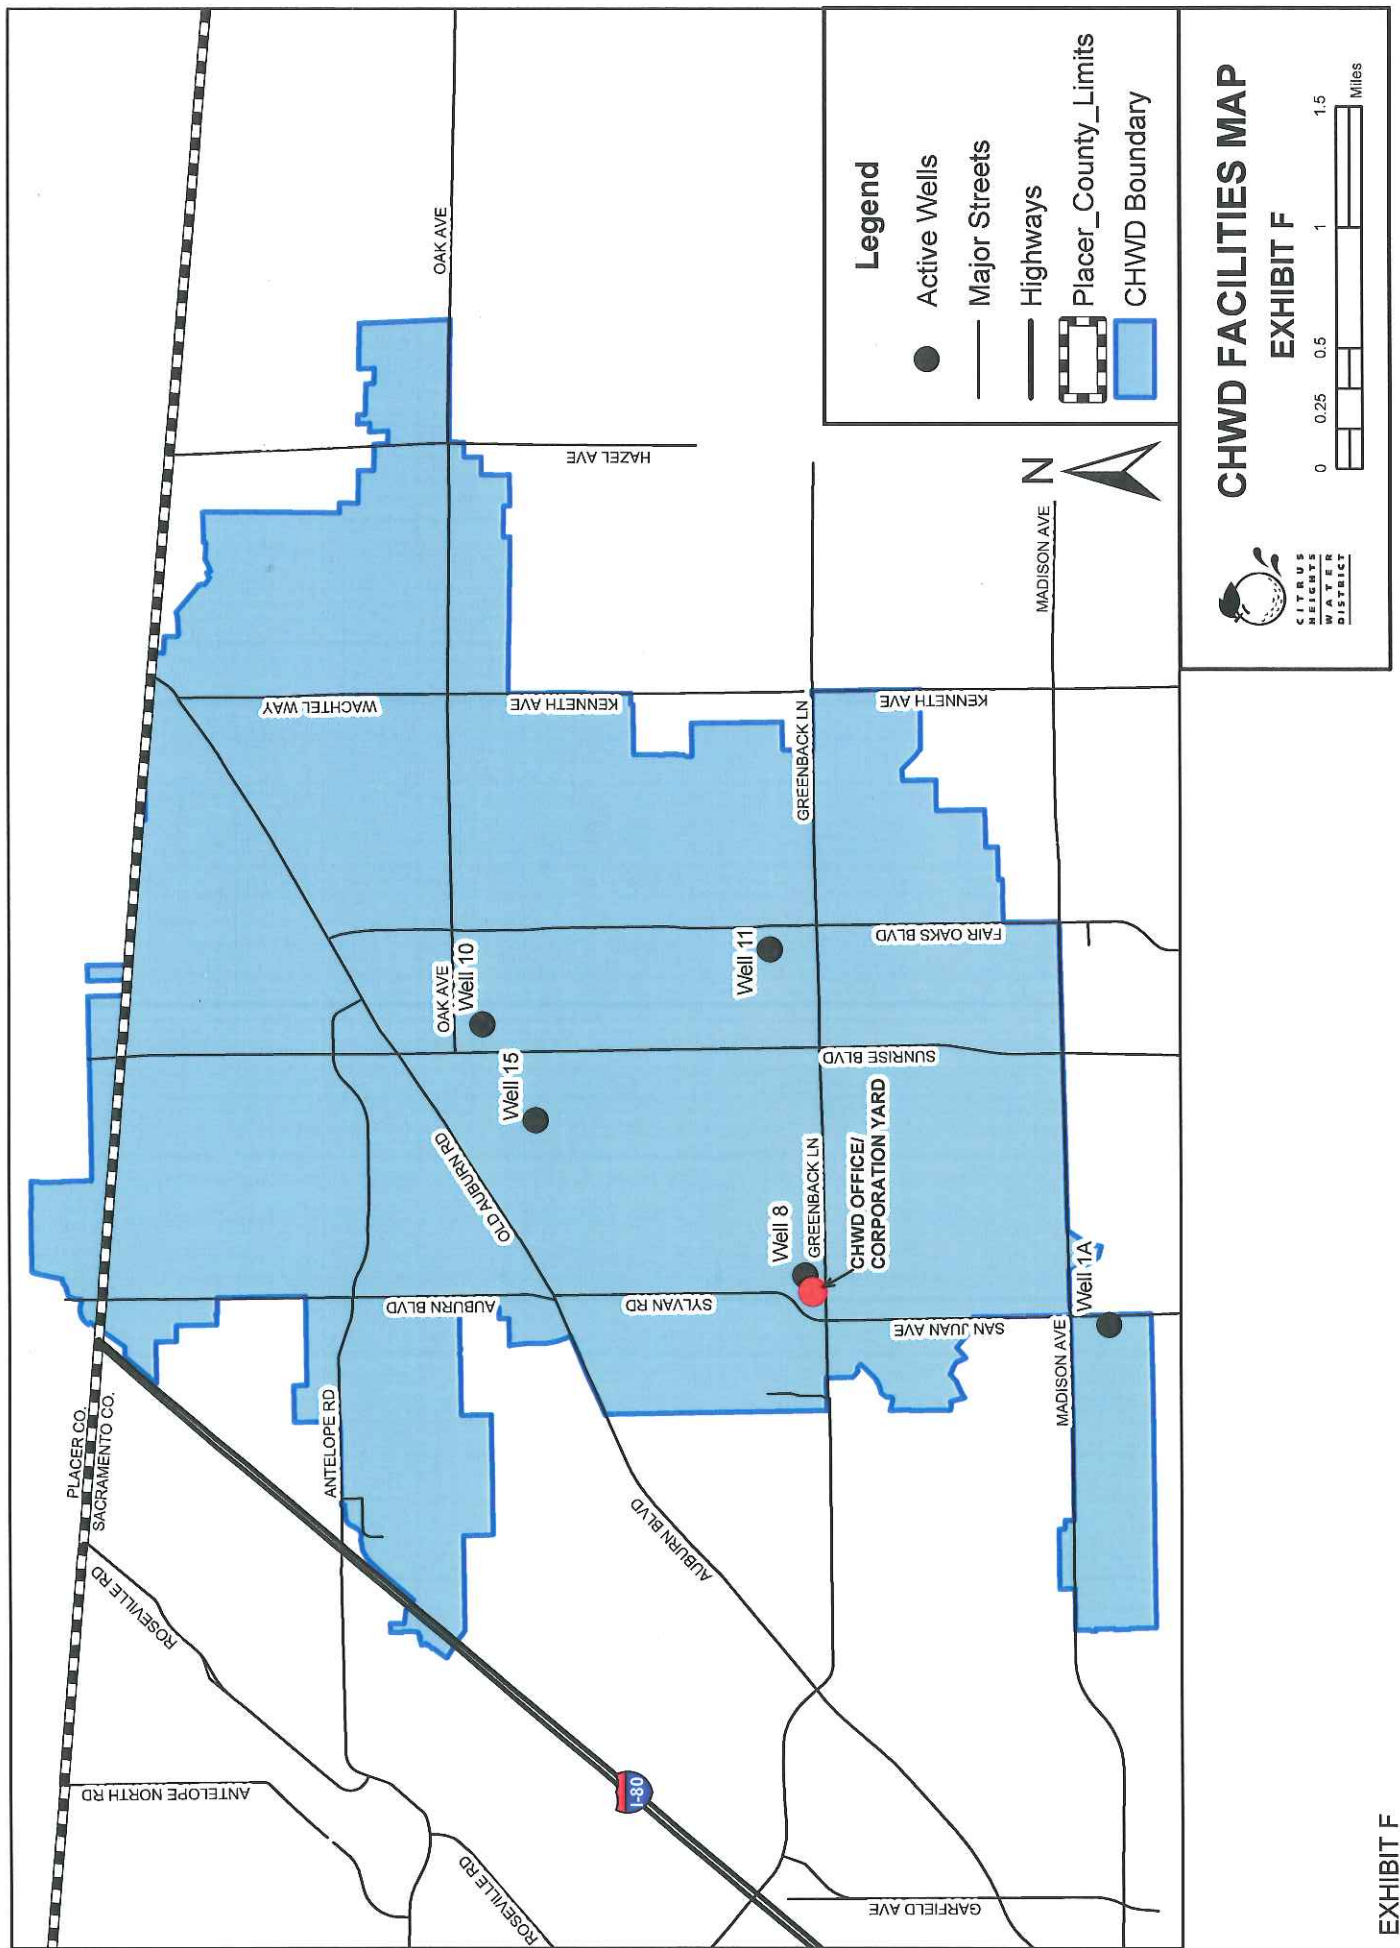 PLACER CO.
SACRAMENTO CO.
ROSEVILLE RD
ANTELOPE NORTH RD
ROSEVILLE RD
I-80
ANTELOPE RD
AUBURN BLVD
AUBURN BLVD
OLD AUBURN RD
SYLVAN RD
OAK AVE
Well 10
Well 15
WACHTEL WAY
KENNETH AVE
OAK AVE
HAZEL AVE
Well 11
Well 8
GREENBACK LN
GREENBACK LN
CHWD OFFICE/
CORPORATION YARD
SUNRISE BLVD
FAIR OAKS BLVD
KENNETH AVE
SAN JUAN AVE
MADISON AVE
MADISON AVE
Well 1A
GARFIELD AVE
N
Legend
Active Wells
Major Streets
Highways
Placer_County_Limits
CHWD Boundary
CITRUS
HEIGHTS
WATER
DISTRICT
CHWD FACILITIES MAP
EXHIBIT F
0 0.25 0.5 1 1.5
Miles
EXHIBIT F